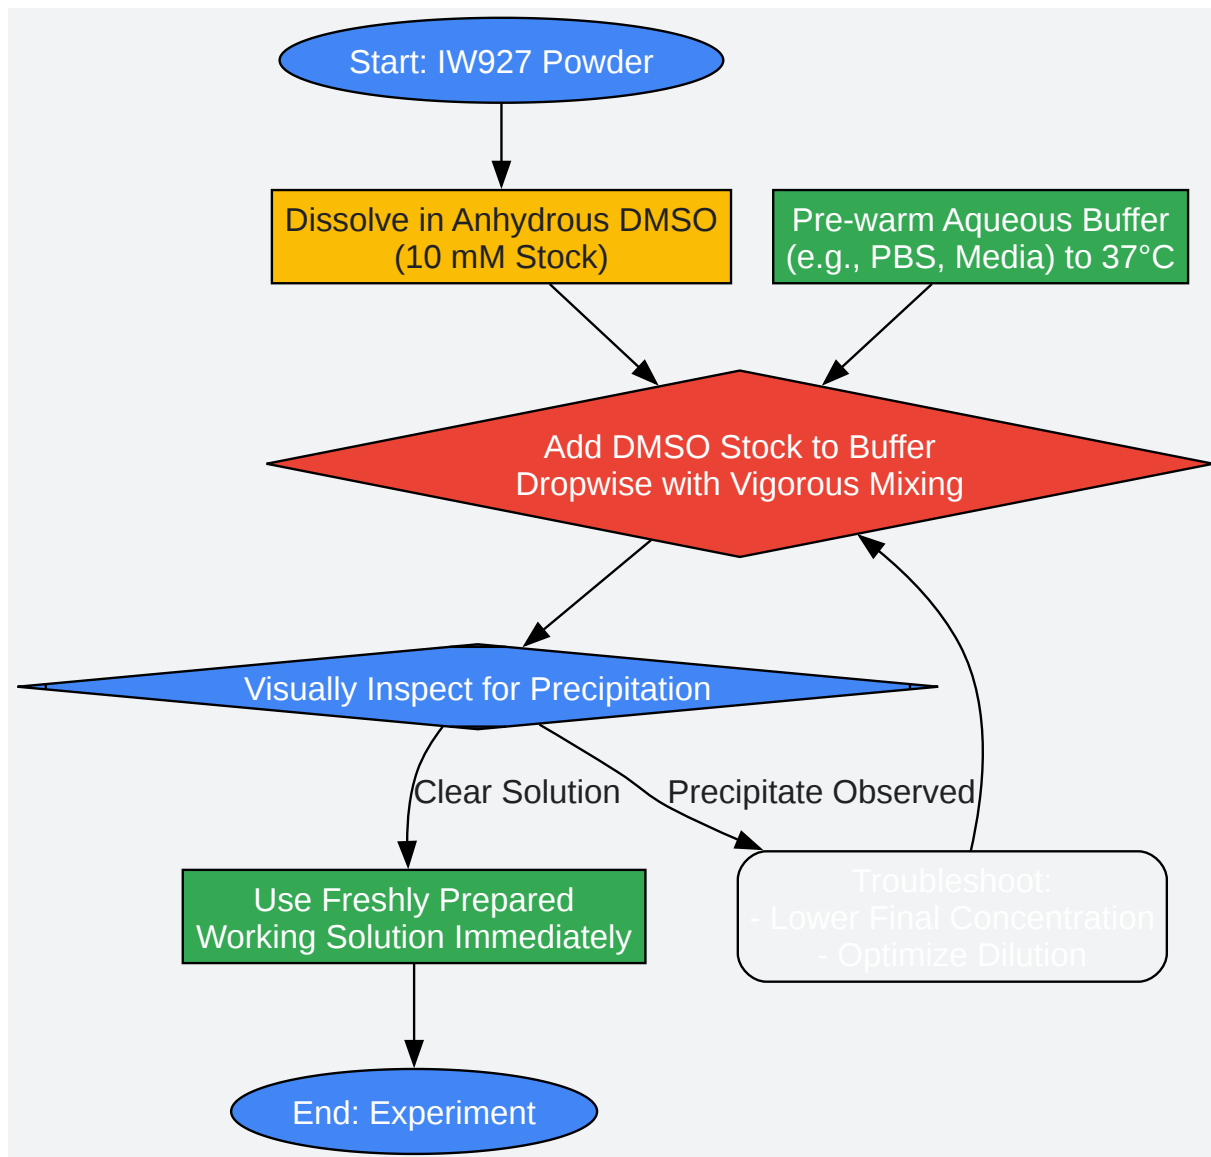 Start: IW927 Powder
Dissolve in Anhydrous DMSO
(10 mM Stock)
Pre-warm Aqueous Buffer
(e.g., PBS, Media) to 37°C
Add DMSO Stock to Buffer
Dropwise with Vigorous Mixing
Visually Inspect for Precipitation
Clear Solution
Precipitate Observed
Use Freshly Prepared
Working Solution Immediately
Troubleshoot:
- Lower Final Concentration
- Optimize Dilution
End: Experiment